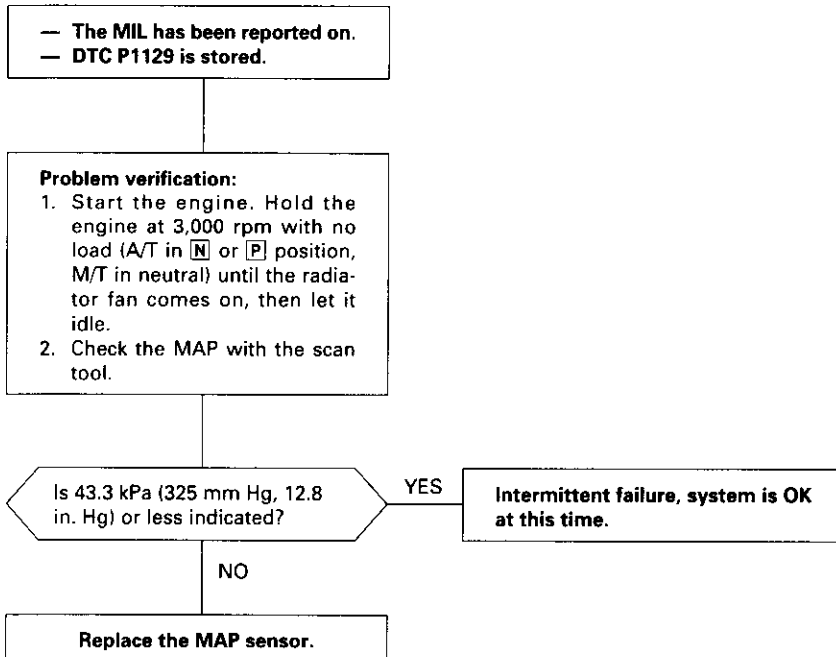 — The MIL has been reported on.
— DTC P1129 is stored.
Problem verification:
1. Start the engine. Hold the
engine at 3,000 rpm with no
load (A/T in N or P position,
M/T in neutral) until the radia-
tor fan comes on, then let it
idle.
2. Check the MAP with the scan
tool.
Is 43.3 kPa (325 mm Hg, 12.8
in. Hg) or less indicated?
YES
Intermittent failure, system is OK
at this time.
NO
Replace the MAP sensor.